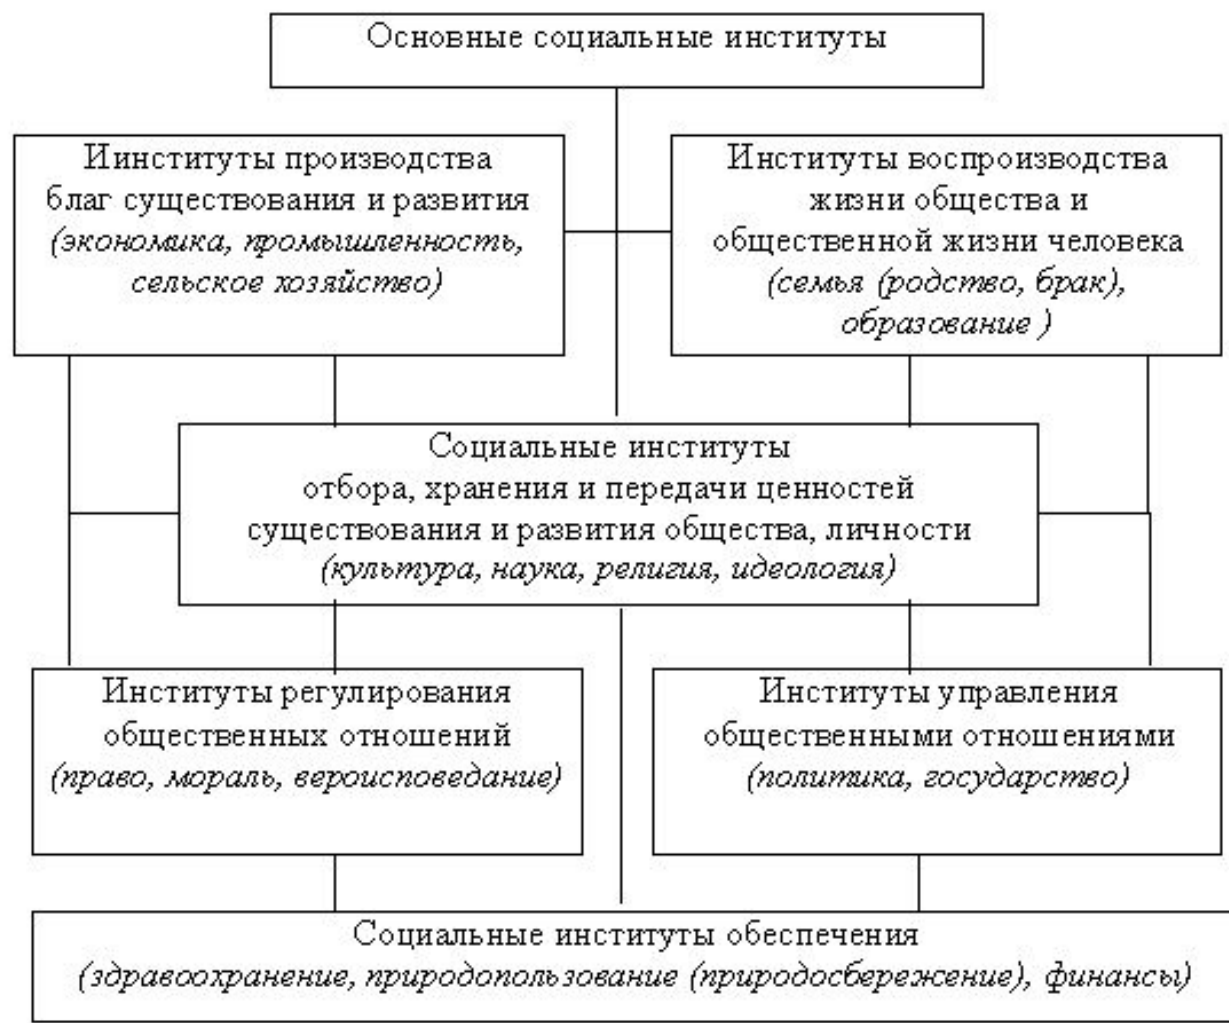 Основные социальные институты
Иинституты производства
благ существования и развития
(экономика, промышленность,
сельское хозяйство)
Институты воспроизводства
жизни общества и
общественной жизни человека
(семья (родство, брак),
образование )
Социальные институты
отбора, хранения и передачи ценностей
существования и развития общества, личности
(культура, наука, религия, идеология)
Институты регулирования
общественных отношений
(право, мораль, вероисповедание)
Институты управления
общественными отношениями
(политика, государство)
Социальные институты обеспечения
(здравоохранение, природопользование (природосбережение), финансы)